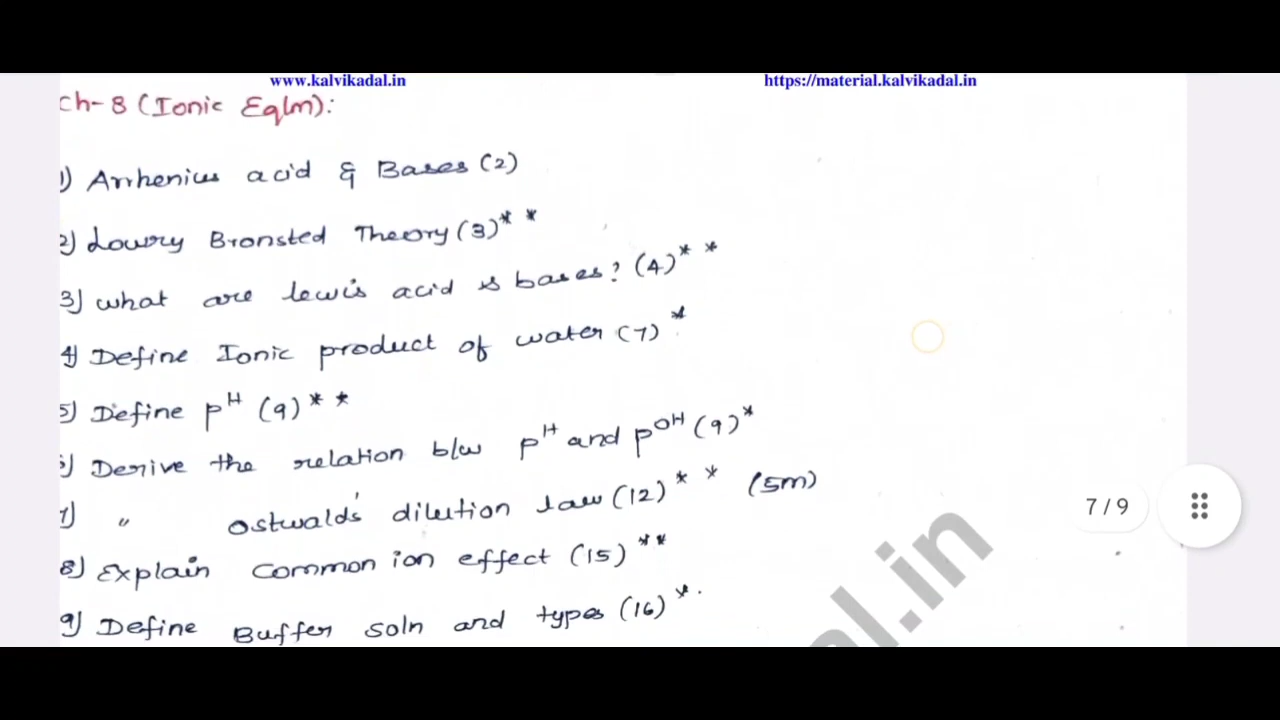 www.kalvikadal.in https://material.kalvikadal.in
Ch-8 (Ionic Eqlm):
1) Arrhenius acid & Bases (2)
2) Lowry Bronsted Theory (3)**
3) What are lewis acid & bases? (4)**
4) Define Ionic product of water (7)*
5) Define pH (9)**
6) Derive the relation b/w pH and pOH (9)*
7) " Ostwald's dilution law (12)** (5m)
7 / 9
8) Explain Common ion effect (15)**
9) Define Buffer soln and types (16)*.
al.in